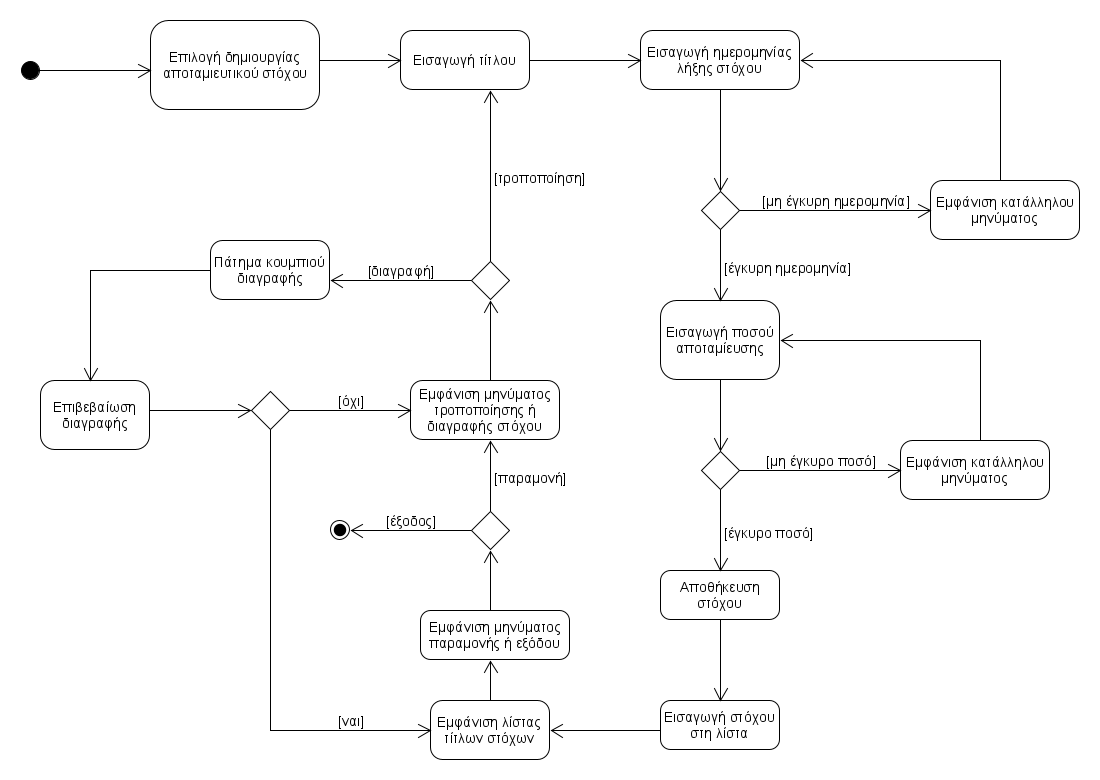 Επιλογή δημιουργίας
αποταμιευτικού στόχου
Εισαγωγή τίτλου
Εισαγωγή ημερομηνίας
λήξης στόχου
[τροποποίηση]
[μη έγκυρη ημερομηνία]
Εμφάνιση κατάλληλου
μηνύματος
Πάτημα κουμπιού
διαγραφής
[διαγραφή]
[έγκυρη ημερομηνία]
Εισαγωγή ποσού
αποταμίευσης
Επιβεβαίωση
διαγραφής
[όχι]
Εμφάνιση μηνύματος
τροποποίησης ή
διαγραφής στόχου
[παραμονή]
[μη έγκυρο ποσό]
Εμφάνιση κατάλληλου
μηνύματος
[έξοδος]
[έγκυρο ποσό]
Αποθήκευση
στόχου
Εμφάνιση μηνύματος
παραμονής ή εξόδου
[ναι]
Εμφάνιση λίστας
τίτλων στόχων
Εισαγωγή στόχου
στη λίστα